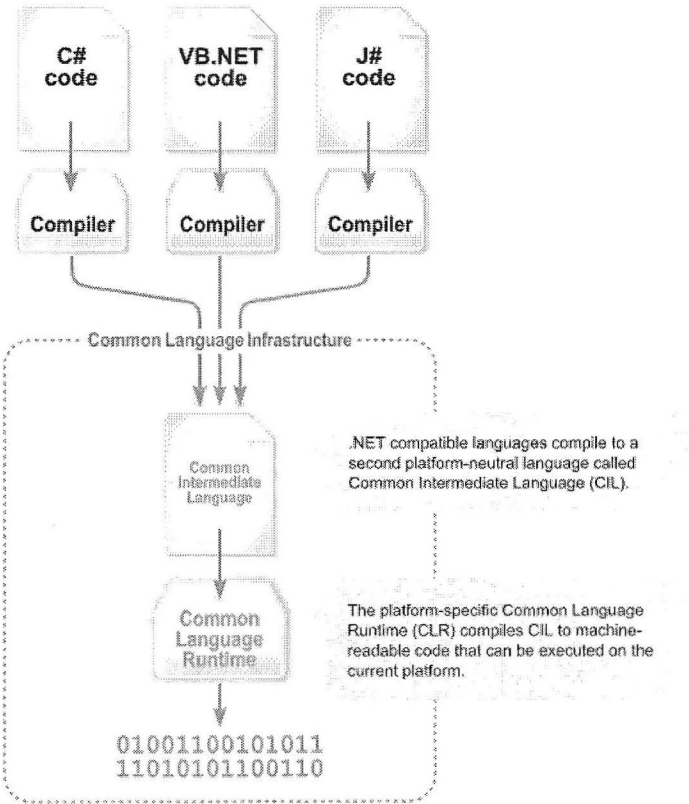 C#
code
VB.NET
code
J#
code
Compiler
Compiler
Compiler
Common Language Infrastructure
Common
Intermediate
Language
.NET compatible languages compile to a
second platform-neutral language called
Common Intermediate Language (CIL).
Common
Language
Runtime
The platform-specific Common Language
Runtime (CLR) compiles CIL to machine-
readable code that can be executed on the
current platform.
01001100101011
11010101100110